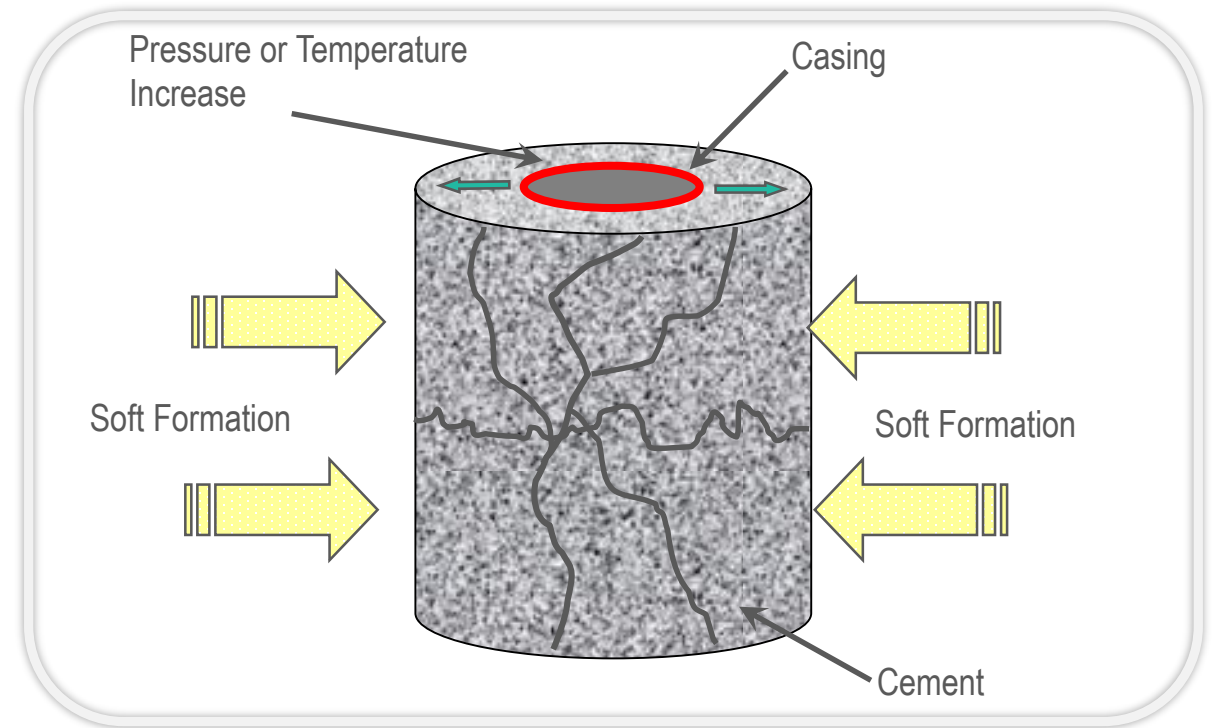 Pressure or Temperature
Increase
Casing
Soft Formation
Soft Formation
Cement